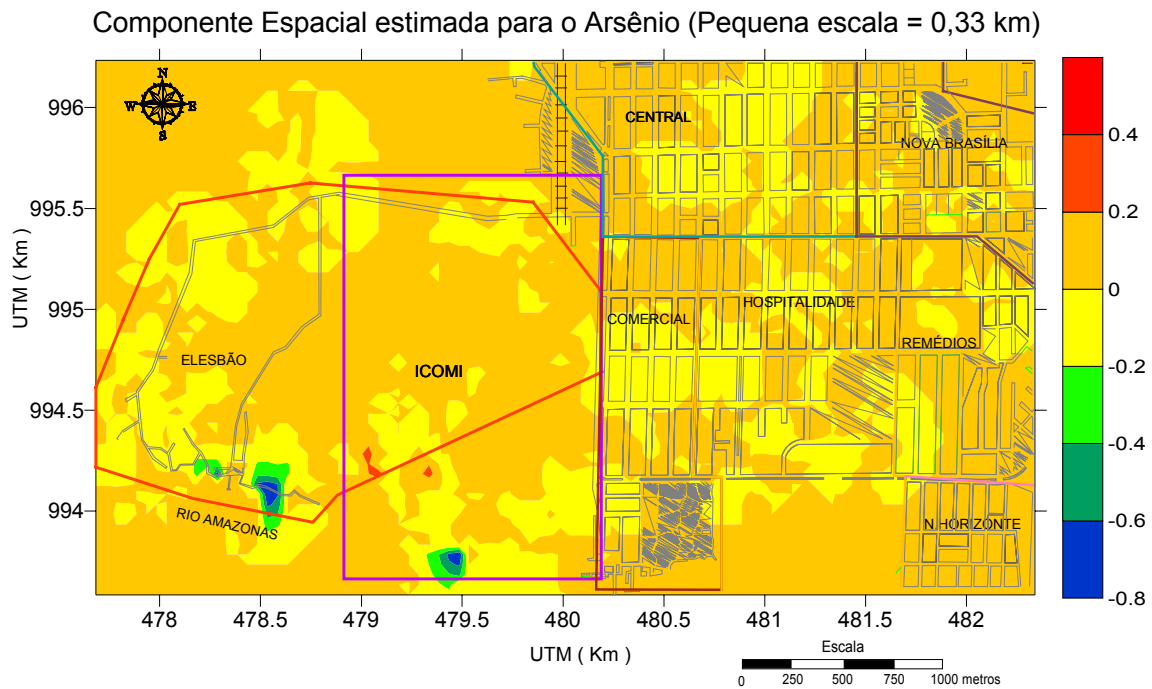 Componente Espacial estimada para o Arsênio (Pequena escala = 0,33 km)
N
W
E
S
CENTRAL
NOVA BRASÍLIA
HOSPITALIDADE
COMERCIAL
REMÉDIOS
ELESBÃO
ICOMI
RIO AMAZONAS
N.HORIZONTE
UTM ( Km )
996
995.5
995
994.5
994
478
478.5
479
479.5
480
480.5
481
481.5
482
UTM ( Km )
0.4
0.2
0
-0.2
-0.4
-0.6
-0.8
Escala
0
250
500
750
1000 metros